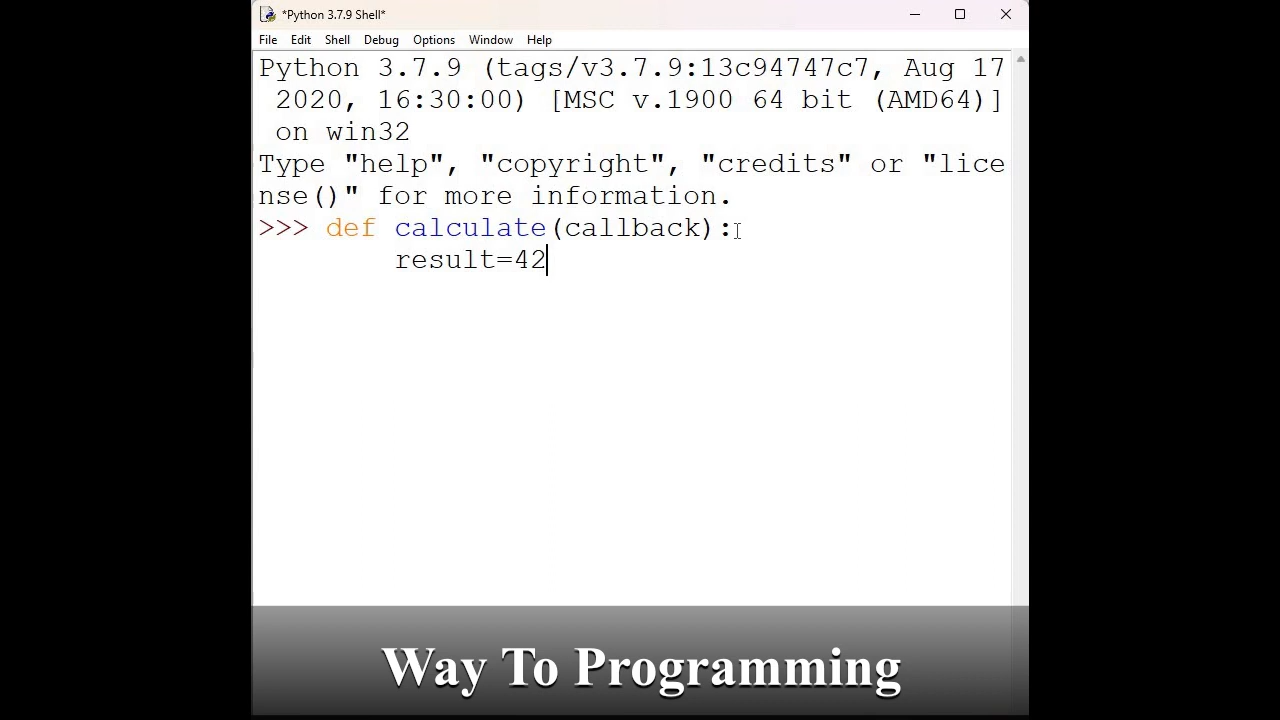 *Python 3.7.9 Shell*
File Edit Shell Debug Options Window Help
Python 3.7.9 (tags/v3.7.9:13c94747c7, Aug 17
2020, 16:30:00) [MSC v.1900 64 bit (AMD64)]
on win32
Type "help", "copyright", "credits" or "lice
nse()" for more information.
>>> def calculate(callback):
result=42
Way To Programming